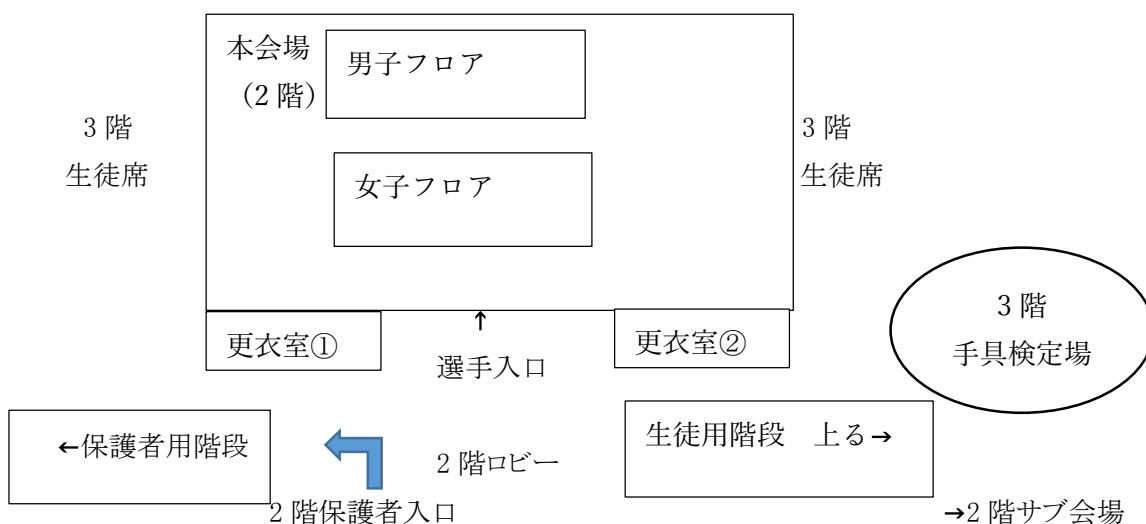 本会場
（2 階）
男子フロア
3 階
生徒席
3 階
生徒席
女子フロア
3 階
手具検定場
更衣室①
↑
選手入口
更衣室②
←保護者用階段
2 階ロビー
生徒用階段　上る→
2 階保護者入口
→2 階サブ会場